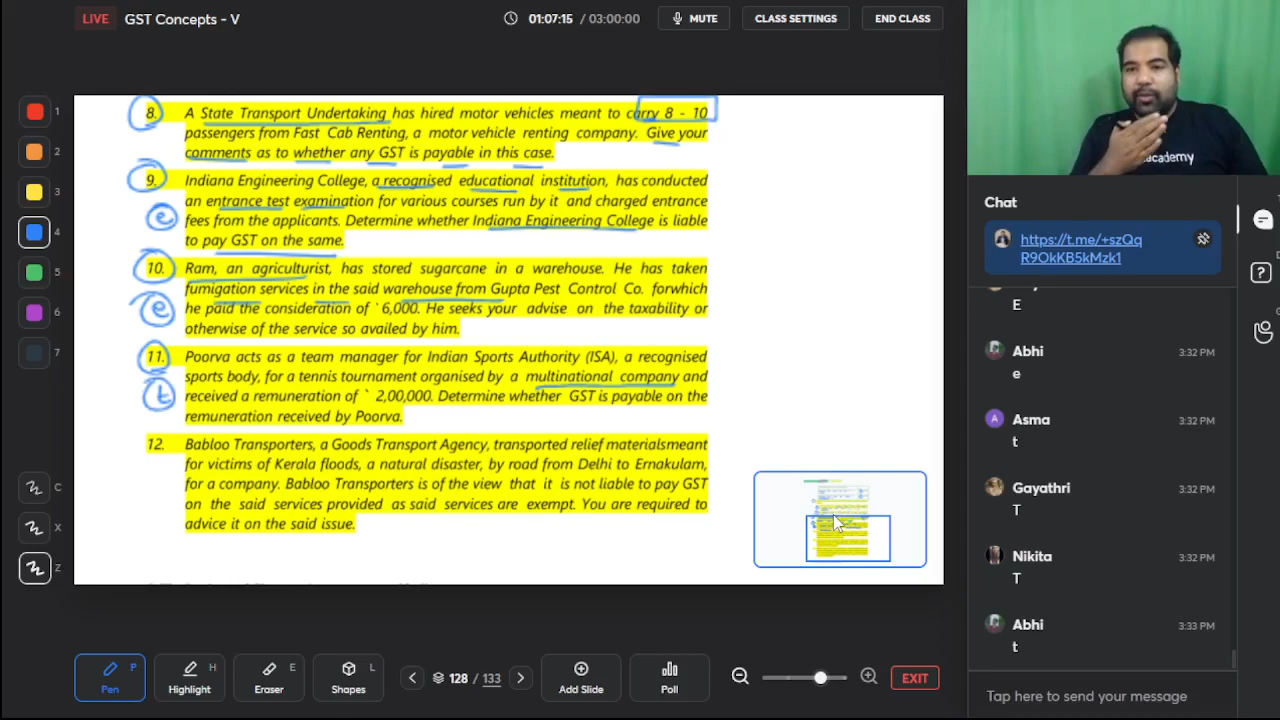 LIVE GST Concepts - V 01:07:15 / 03:00:00 MUTE CLASS SETTINGS END CLASS
8. A State Transport Undertaking has hired motor vehicles meant to carry 8 - 10
passengers from Fast Cab Renting, a motor vehicle renting company. Give your
comments as to whether any GST is payable in this case.
9. Indiana Engineering College, a recognised educational institution, has conducted
an entrance test examination for various courses run by it and charged entrance
e
fees from the applicants. Determine whether Indiana Engineering College is liable
to pay GST on the same.
10. Ram, an agriculturist, has stored sugarcane in a warehouse. He has taken
fumigation services in the said warehouse from Gupta Pest Control Co. forwhich
e
he paid the consideration of `6,000. He seeks your advise on the taxability or
otherwise of the service so availed by him.
11. Poorva acts as a team manager for Indian Sports Authority (ISA), a recognised
sports body, for a tennis tournament organised by a multinational company and
t
received a remuneration of ` 2,00,000. Determine whether GST is payable on the
remuneration received by Poorva.
12. Babloo Transporters, a Goods Transport Agency, transported relief materialsmeant
for victims of Kerala floods, a natural disaster, by road from Delhi to Ernakulam,
for a company. Babloo Transporters is of the view that it is not liable to pay GST
on the said services provided as said services are exempt. You are required to
advice it on the said issue.
1
2
3
4
5
6
7
C
X
Z
P
Pen
H
Highlight
E
Eraser
L
Shapes
128 / 133
Add Slide
Poll
EXIT
academy
Chat
https://t.me/+szQq
R9OkKB5kMzk1
E
Abhi 3:32 PM
e
A Asma 3:32 PM
t
Gayathri 3:32 PM
T
Nikita 3:32 PM
T
Abhi 3:33 PM
t
Tap here to send your message
?